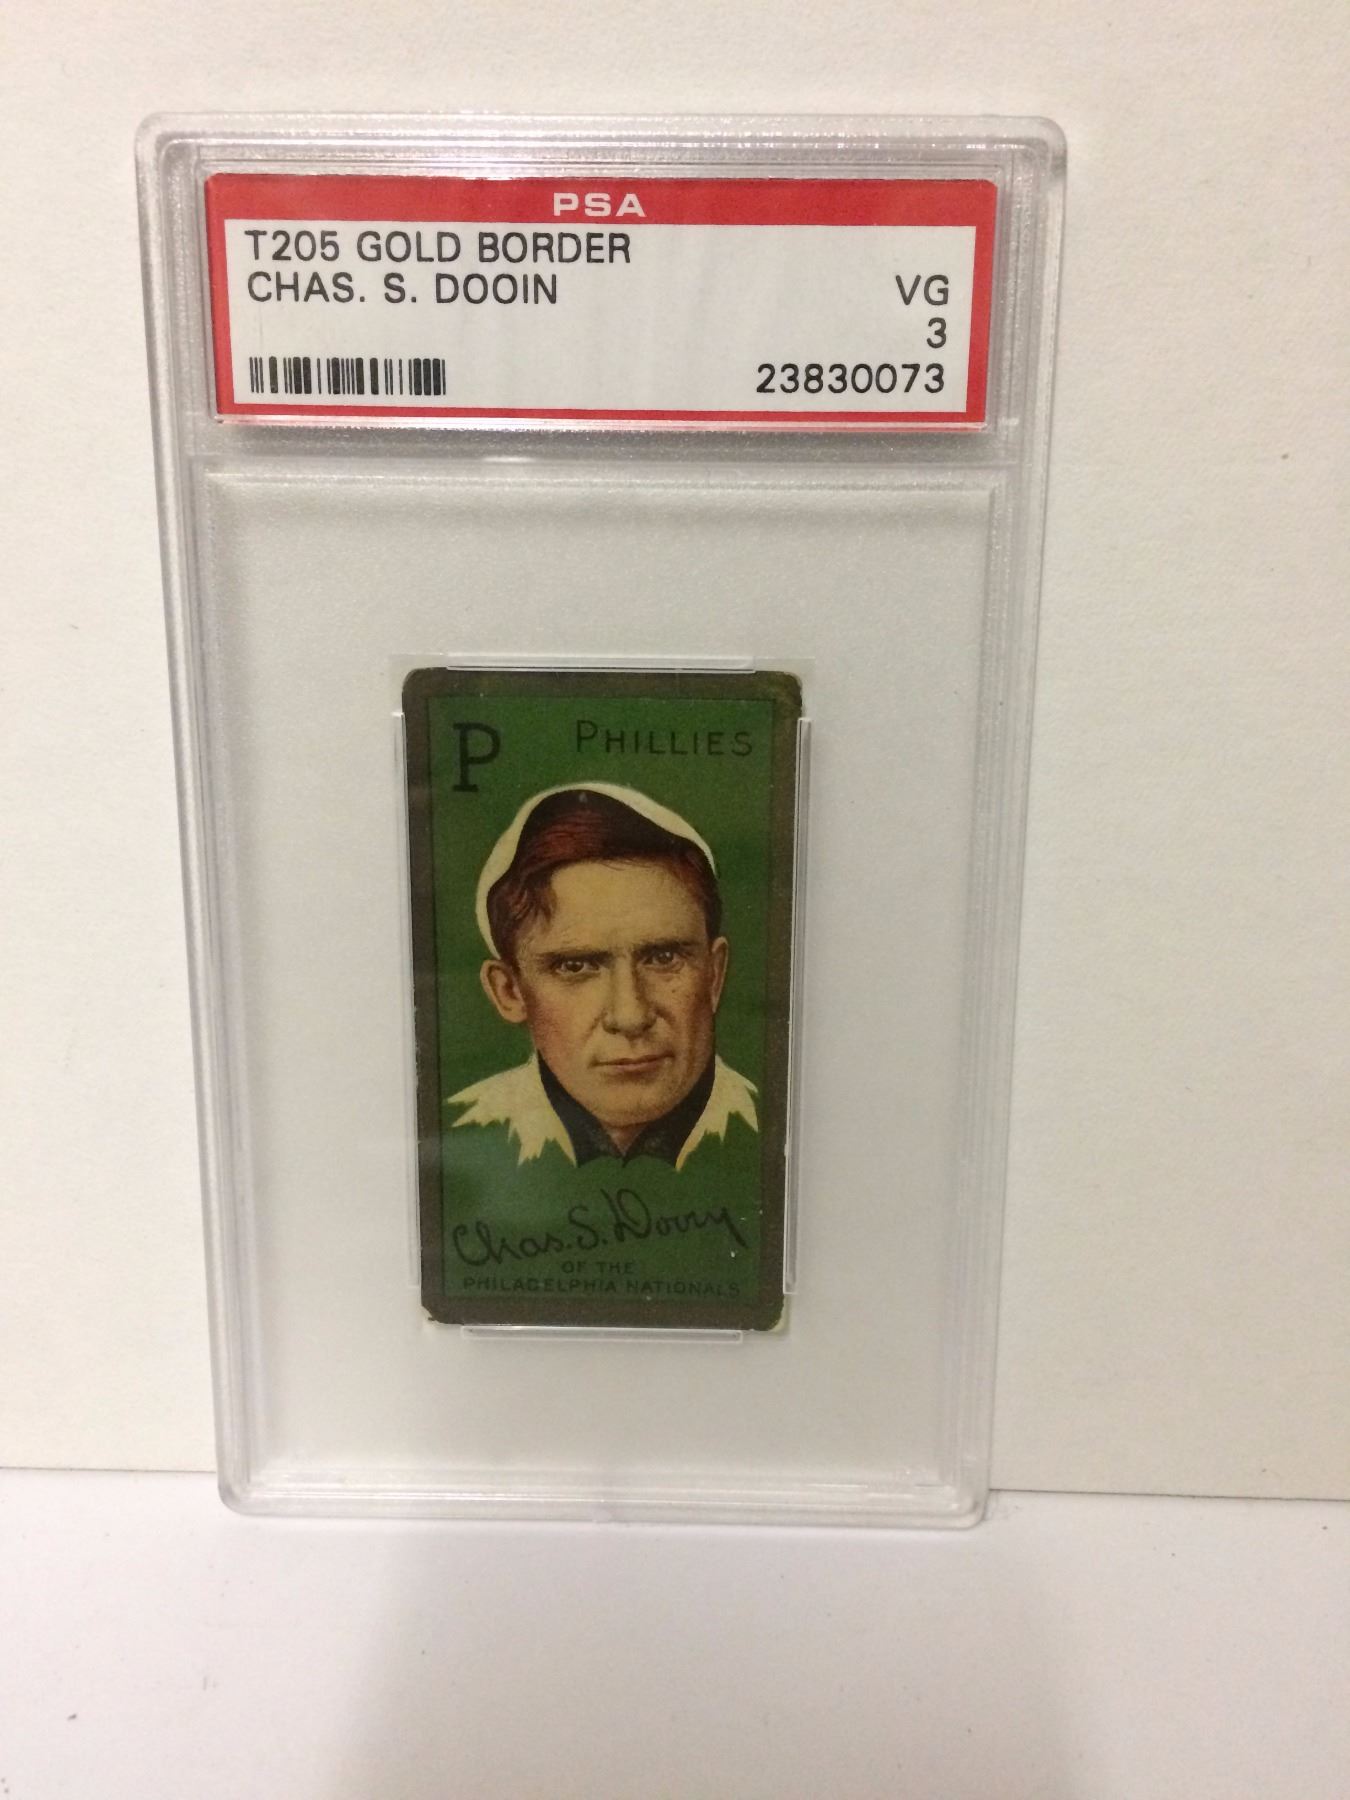 PSA
T205 GOLD BORDER
CHAS. S. DOOIN
VG
3
23830073
P PHILLIES
Chas. S. Dooin
OF THE
PHILADELPHIA NATIONALS